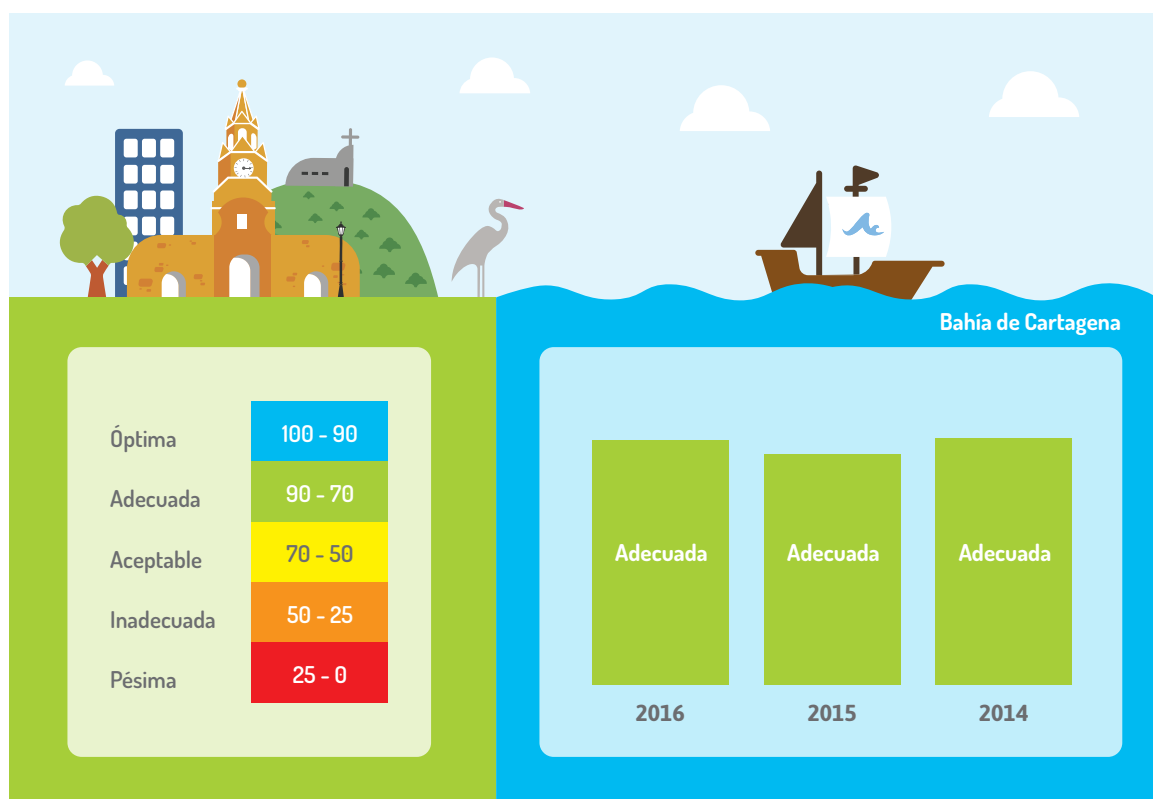 Bahía de Cartagena
Óptima 100 - 90
Adecuada 90 - 70
Aceptable 70 - 50
Inadecuada 50 - 25
Pésima 25 - 0
Adecuada Adecuada Adecuada
2016 2015 2014